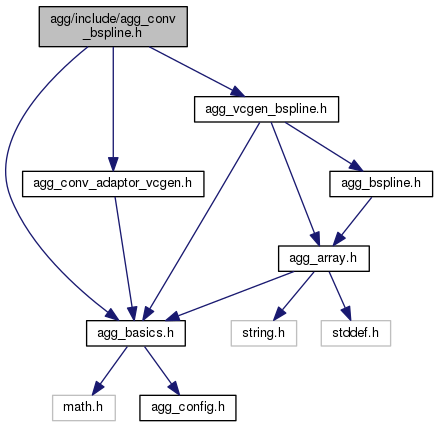 agg/include/agg_conv
_bspline.h
agg_vcgen_bspline.h
agg_conv_adaptor_vcgen.h
agg_bspline.h
agg_array.h
agg_basics.h
string.h
stddef.h
math.h
agg_config.h